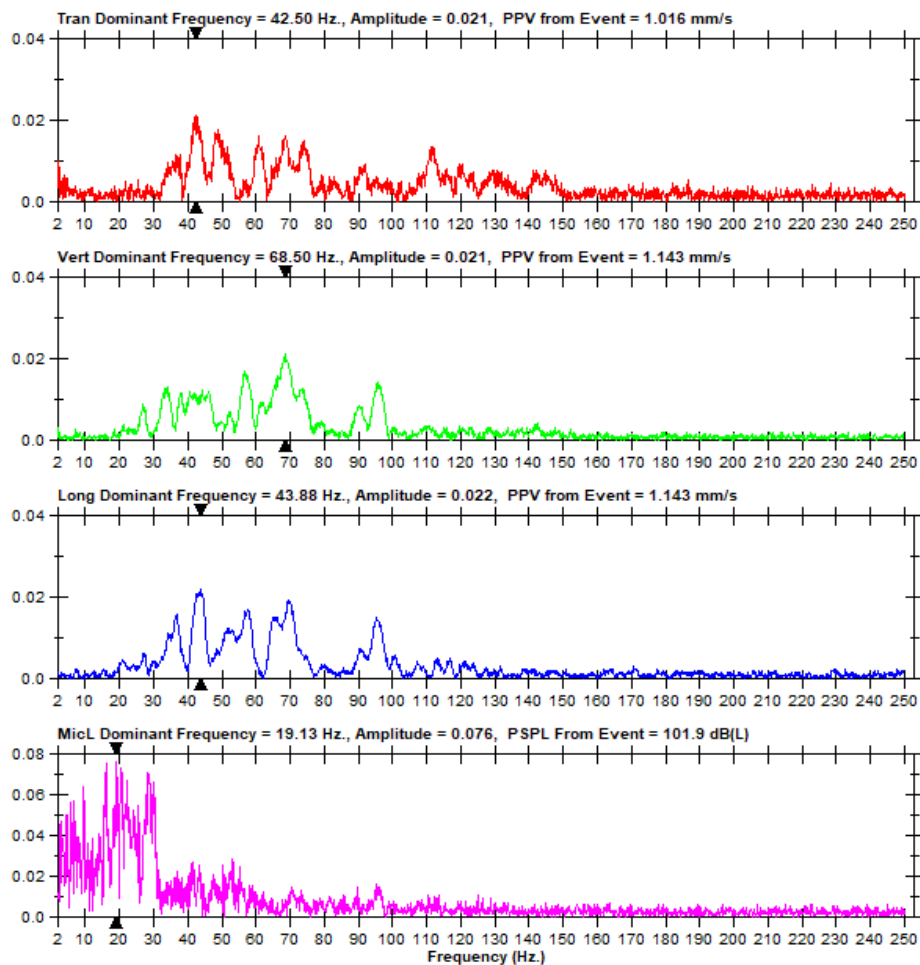 Tran Dominant Frequency = 42.50 Hz., Amplitude = 0.021, PPV from Event = 1.016 mm/s
0.04
0.02
0.0
2 10 20 30 40 50 60 70 80 90 100 110 120 130 140 150 160 170 180 190 200 210 220 230 250
Vert Dominant Frequency = 68.50 Hz., Amplitude = 0.021, PPV from Event = 1.143 mm/s
0.04
0.02
0.0
2 10 20 30 40 50 60 70 80 90 100 110 120 130 140 150 160 170 180 190 200 210 220 230 250
Long Dominant Frequency = 43.88 Hz., Amplitude = 0.022, PPV from Event = 1.143 mm/s
0.04
0.02
0.0
2 10 20 30 40 50 60 70 80 90 100 110 120 130 140 150 160 170 180 190 200 210 220 230 250
MicL Dominant Frequency = 19.13 Hz., Amplitude = 0.076, PSPL From Event = 101.9 dB(L)
0.08
0.06
0.04
0.02
0.0
2 10 20 30 40 50 60 70 80 90 100 110 120 130 140 150 160 170 180 190 200 210 220 230 250
Frequency (Hz.)